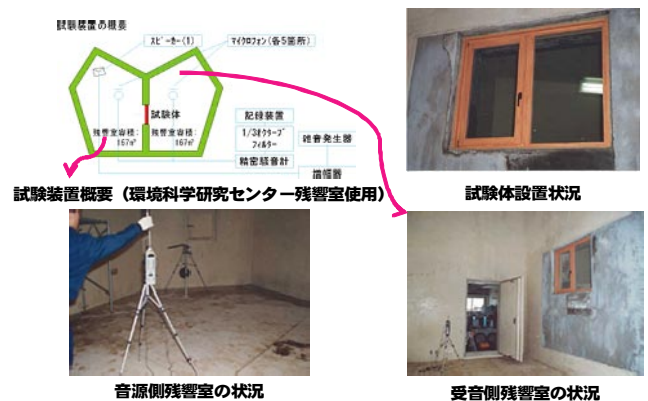 試験装置の概要
スピーカー(1)
マイクロフォン(各5箇所)
試験体
残響室容積:
167㎥
残響室容積:
167㎥
記録装置
1/3オクターブ
フィルター
雑音発生器
精密騒音計
増幅器
試験装置概要（環境科学研究センター残響室使用）
試験体設置状況
音源側残響室の状況
受音側残響室の状況